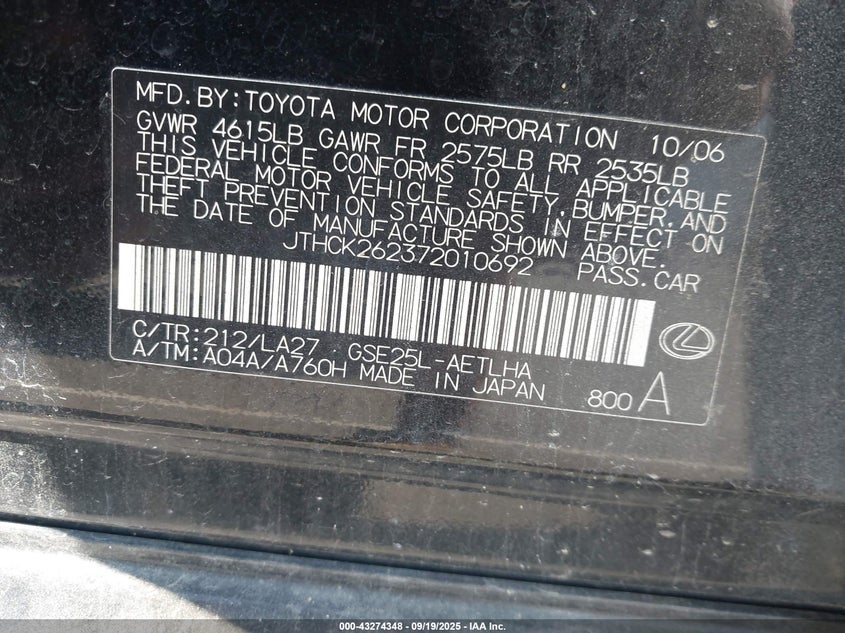 MFD.BY:TOYOTA MOTOR CORPORATION 10/06
GVWR 4615LB GAWR FR 2575LB RR 2535LB
THIS VEHICLE CONFORMS TO ALL APPLICABLE
FEDERAL MOTOR VEHICLE SAFETY,BUMPER,AND
THEFT PREVENTION STANDARDS IN EFFECT ON
THE DATE OF MANUFACTURE SHOWN ABOVE.
JTHCK262372010692 PASS.CAR
C/TR:212/LA27 GSE25L-AETLHA
A/TM:A04A/A760H MADE IN JAPAN 800 A
000-43274348 - 09/19/2025 - IAA Inc.